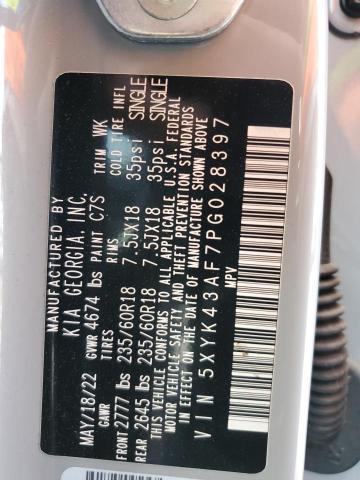 MANUFACTURED BY
KIA GEORGIA, INC.
MAY/18/22 GVWR 4674 lbs PAINT C7S TRIM WK
GAWR TIRES RIMS COLD TIRE INFL
FRONT 2777 lbs 235/60R18 7.5JX18 35psi SINGLE
REAR 2645 lbs 235/60R18 7.5JX18 35psi SINGLE
THIS VEHICLE CONFORMS TO ALL APPLICABLE U.S.A. FEDERAL
MOTOR VEHICLE SAFETY AND THEFT PREVENTION STANDARDS
IN EFFECT ON THE DATE OF MANUFACTURE SHOWN ABOVE
VIN 5XYK43AF7PG028397
MPV